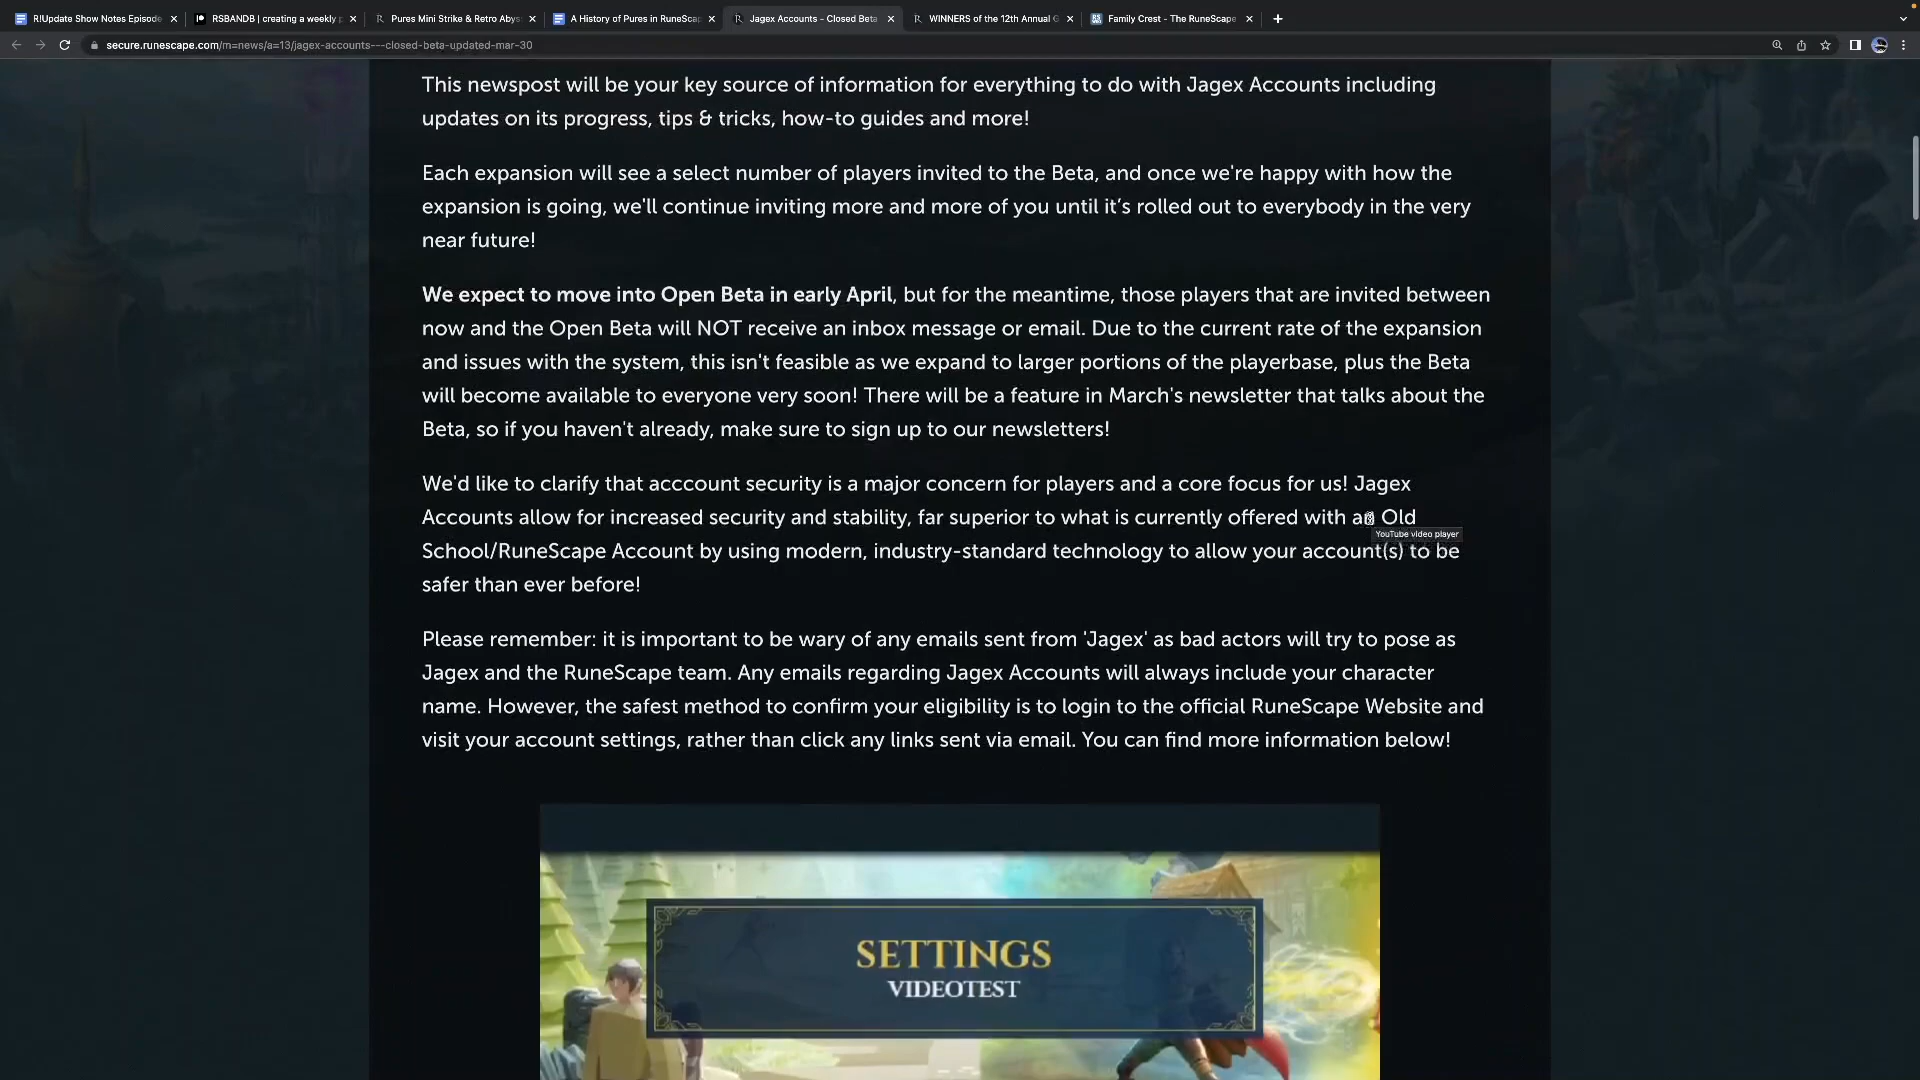 R!Update Show Notes Episode
RSBANDB | creating a weekly p
Pures Mini Strike & Retro Abys
A History of Pures in RuneScap
Jagex Accounts - Closed Beta
WINNERS of the 12th Annual G
Family Crest - The RuneScape
secure.runescape.com/m=news/a=13/jagex-accounts---closed-beta-updated-mar-30
This newspost will be your key source of information for everything to do with Jagex Accounts including
updates on its progress, tips & tricks, how-to guides and more!
Each expansion will see a select number of players invited to the Beta, and once we're happy with how the
expansion is going, we'll continue inviting more and more of you until it's rolled out to everybody in the very
near future!
We expect to move into Open Beta in early April, but for the meantime, those players that are invited between
now and the Open Beta will NOT receive an inbox message or email. Due to the current rate of the expansion
and issues with the system, this isn't feasible as we expand to larger portions of the playerbase, plus the Beta
will become available to everyone very soon! There will be a feature in March's newsletter that talks about the
Beta, so if you haven't already, make sure to sign up to our newsletters!
We'd like to clarify that acccount security is a major concern for players and a core focus for us! Jagex
Accounts allow for increased security and stability, far superior to what is currently offered with an Old
YouTube video player
School/RuneScape Account by using modern, industry-standard technology to allow your account(s) to be
safer than ever before!
Please remember: it is important to be wary of any emails sent from 'Jagex' as bad actors will try to pose as
Jagex and the RuneScape team. Any emails regarding Jagex Accounts will always include your character
name. However, the safest method to confirm your eligibility is to login to the official RuneScape Website and
visit your account settings, rather than click any links sent via email. You can find more information below!
SETTINGS
VIDEOTEST